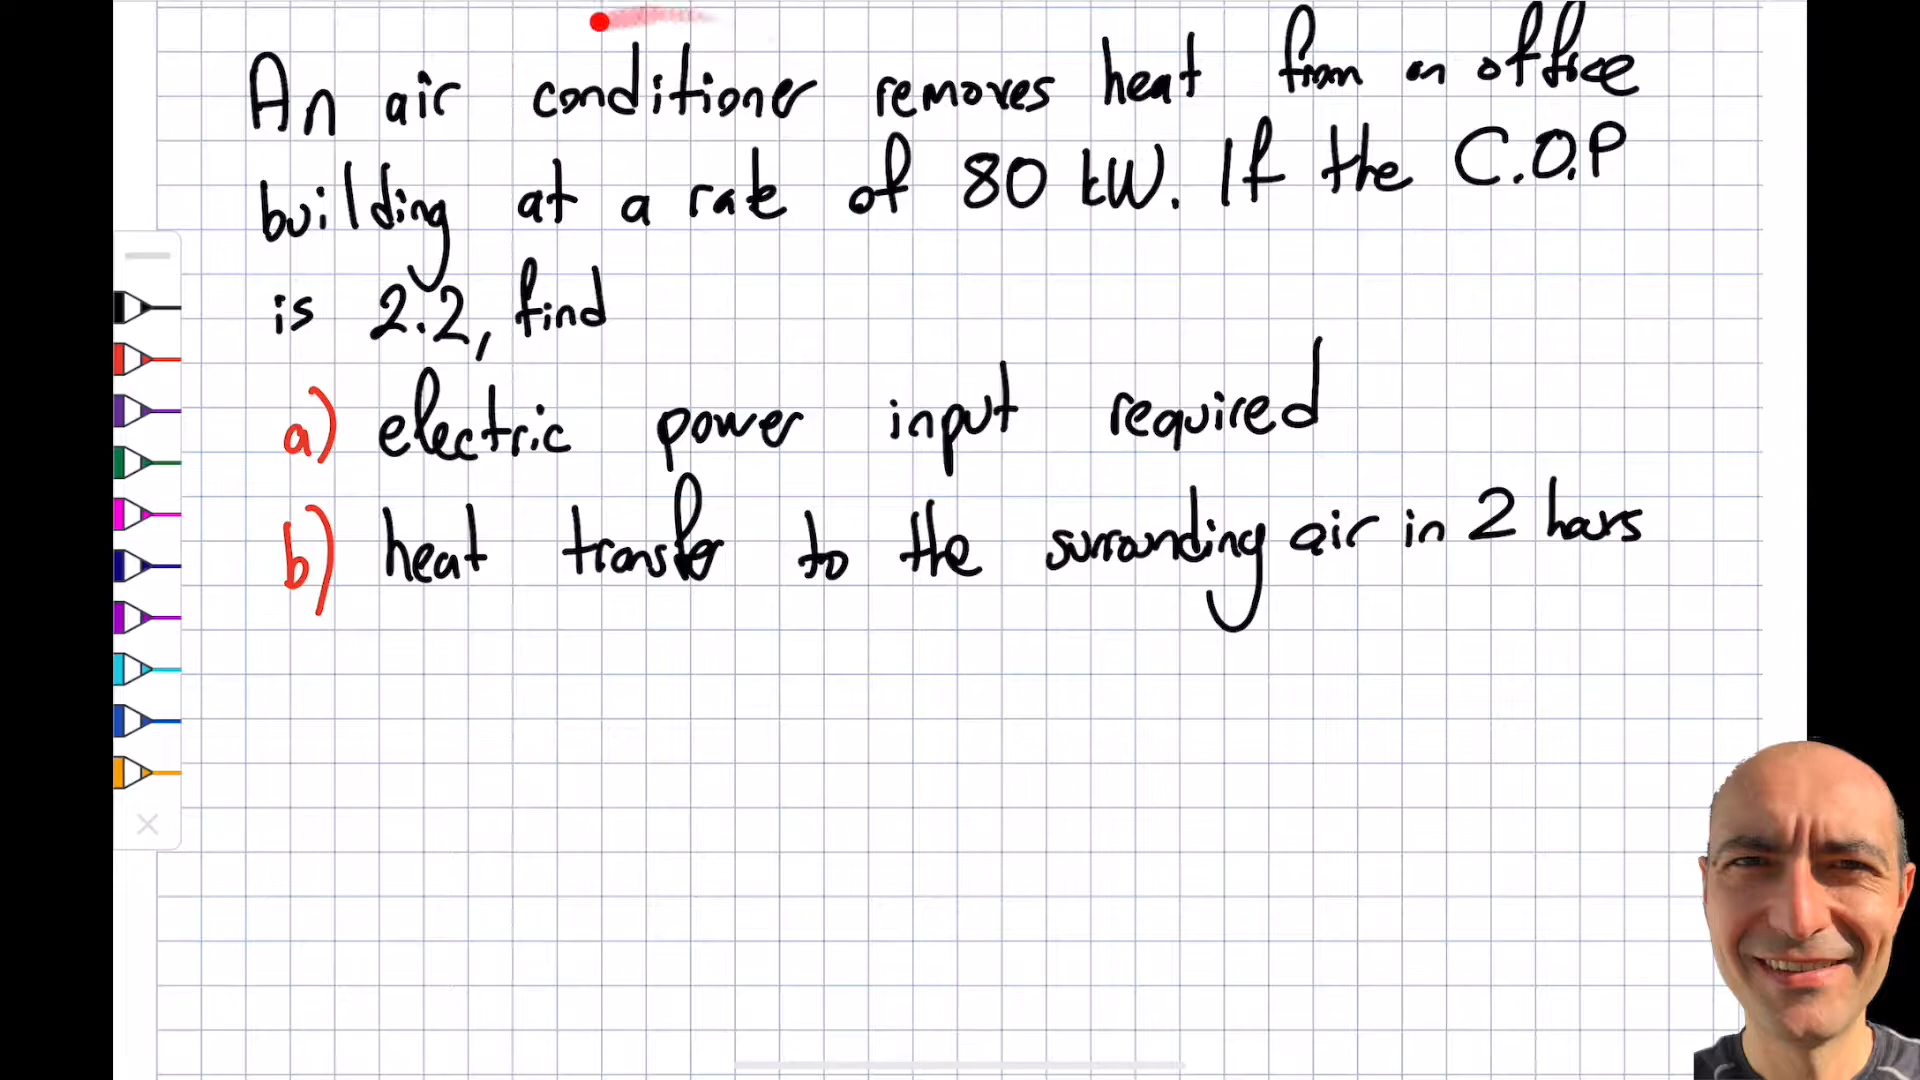 An air conditioner removes heat from an office
building at a rate of 80 kW. If the C.O.P
is 2.2, find
a) electric power input required
b) heat transfer to the surrounding air in 2 hours